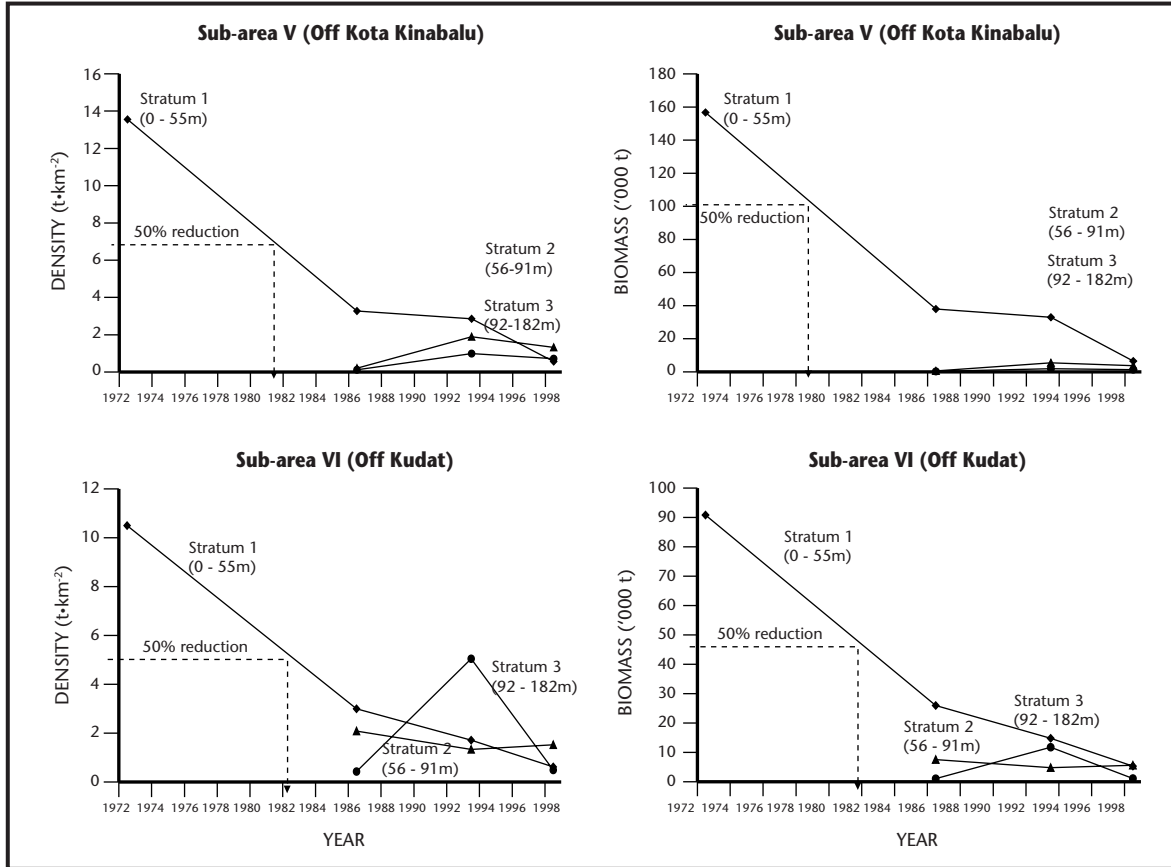 Sub-area V (Off Kota Kinabalu)
DENSITY (t•km-2)
16
14
12
10
8
6
4
2
0
Stratum 1
(0 - 55m)
50% reduction
Stratum 2
(56-91m)
Stratum 3
(92-182m)
1972 1974 1976 1978 1980 1982 1984 1986 1988 1990 1992 1994 1996 1998
Sub-area V (Off Kota Kinabalu)
BIOMASS ('000 t)
180
160
140
120
100
80
60
40
20
0
Stratum 1
(0 - 55m)
50% reduction
Stratum 2
(56 - 91m)
Stratum 3
(92 - 182m)
1972 1974 1976 1978 1980 1982 1984 1986 1990 1992 1994 1996 1998
Sub-area VI (Off Kudat)
DENSITY (t•km-2)
12
10
8
6
4
2
0
Stratum 1
(0 - 55m)
50% reduction
Stratum 3
(92 - 182m)
Stratum 2
(56 - 91m)
1972 1974 1976 1978 1980 1982 1984 1986 1988 1990 1992 1994 1996 1998
YEAR
Sub-area VI (Off Kudat)
BIOMASS ('000 t)
100
90
80
70
60
50
40
30
20
10
0
Stratum 1
(0 - 55m)
50% reduction
Stratum 2
(56 - 91m)
Stratum 3
(92 - 182m)
1972 1974 1976 1978 1980 1982 1984 1986 1990 1992 1994 1996 1998
YEAR